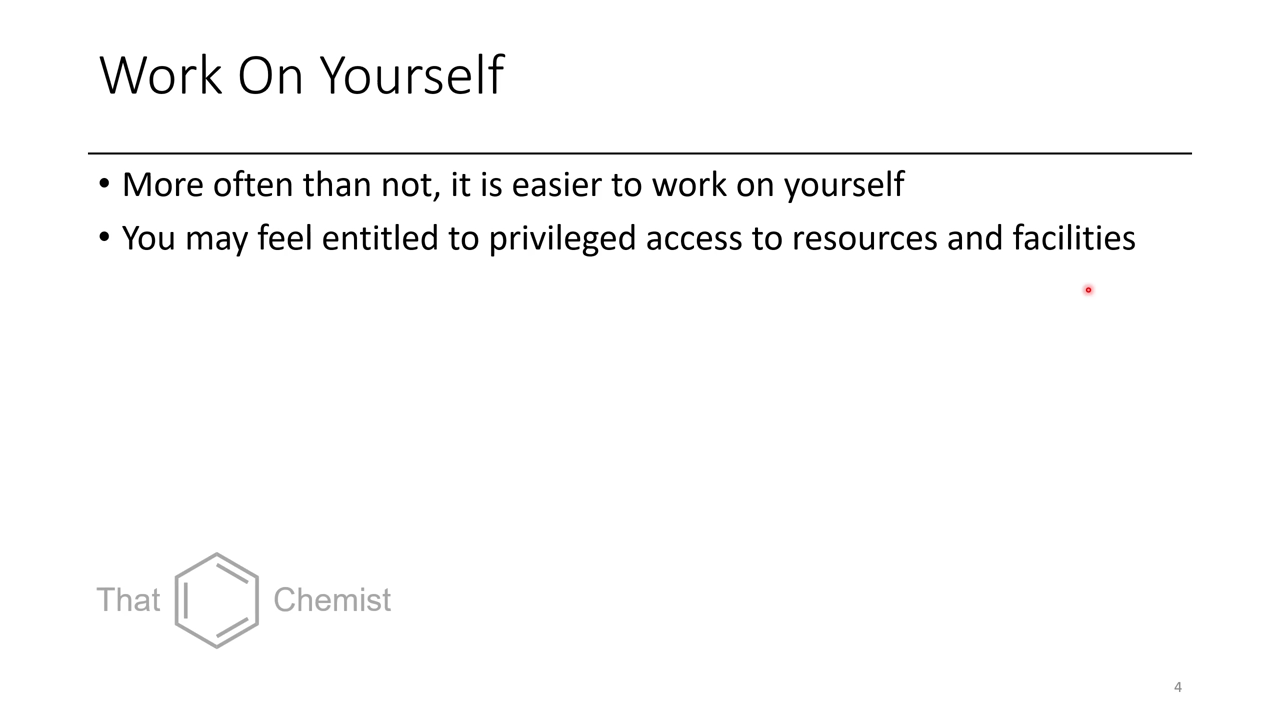 Work On Yourself
• More often than not, it is easier to work on yourself
• You may feel entitled to privileged access to resources and facilities
That Chemist
4